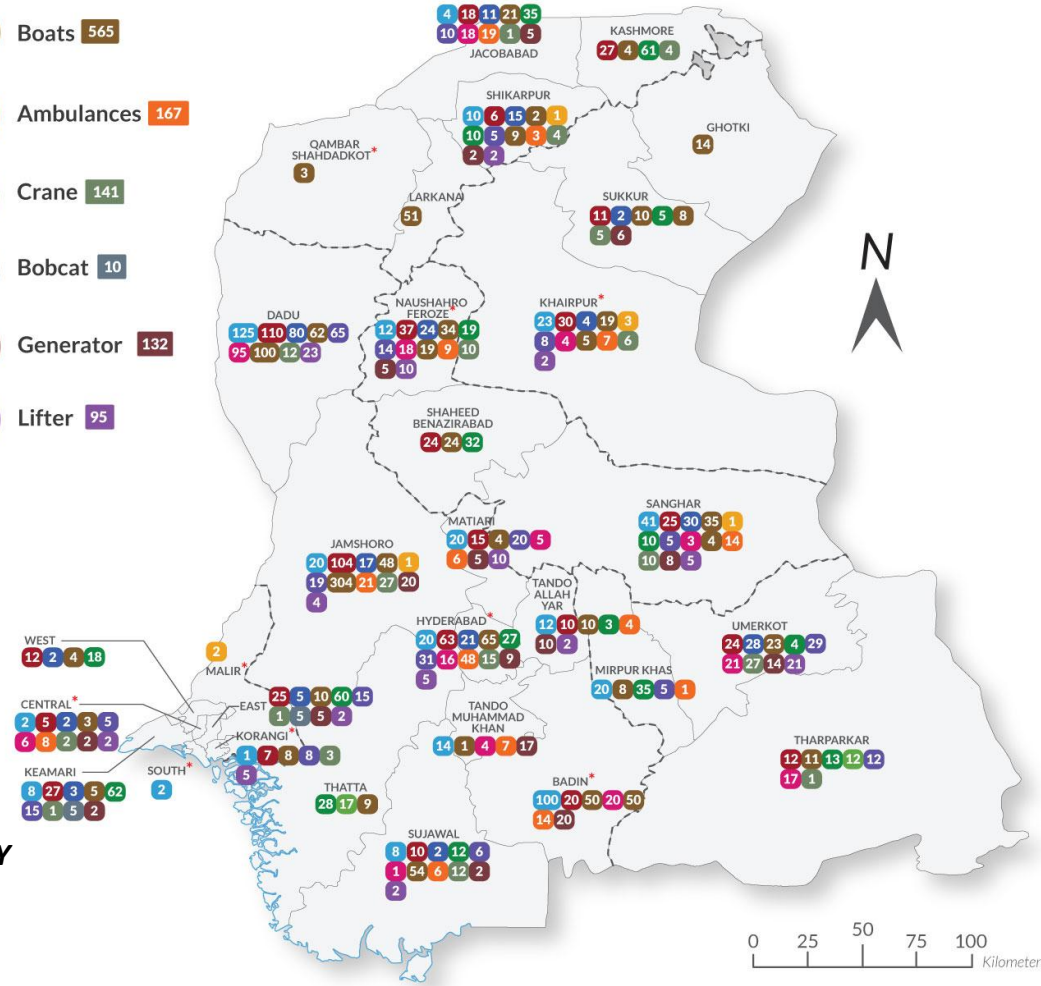 Boats 565
Ambulances 167
Crane 141
Bobcat 10
Generator 132
Lifter 95
4 18 11 21 35
10 18 19 1 5
JACOBABAD
KASHMORE
27 4 61 4
SHIKARPUR
10 6 15 2 1
10 5 9 3 4
2 2
GHOTKI
14
QAMBAR
SHAHDADKOT*
3
LARKANA
51
SUKKUR
11 2 10 5 8
5 6
N
DADU
125 110 80 62 65
95 100 12 23
NAUSHAHRO
FEROZE*
12 37 24 34 19
14 18 19 9 10
5 10
KHAIRPUR*
23 30 4 19 3
8 4 5 7 6
2
SHAHEED
BENAZIRABAD
24 24 32
SANGHAR
41 25 30 35 1
10 5 3 4 14
10 8 5
MATIARI
20 15 4 20 5
6 5 10
JAMSHORO
20 104 17 48 1
19 304 21 27 20
4
TANDO
ALLAH
YAR
12 10 10 3 4
10 2
HYDERABAD*
20 63 21 65 27
31 16 48 15 9
5
UMERKOT
24 28 23 4 29
21 27 14 21
WEST
12 2 4 18
2
MALIR*
MIRPUR KHAS
20 8 35 5 1
CENTRAL*
2 5 2 3 5
6 8 2 2 2
EAST
25 5 10 60 15
1 5 5 2
KORANGI*
1 7 8 8 3
5
TANDO
MUHAMMAD
KHAN
14 1 4 7 17
THARPARKAR
12 11 13 12 12
17 1
KEAMARI
8 27 3 5 62
15 1 5 2
SOUTH*
2
THATTA
28 17 9
BADIN*
100 20 50 20 50
14 20
SUJAWAL
8 10 2 12 6
1 54 6 12 2
2
Y
0 25 50 75 100
Kilometer